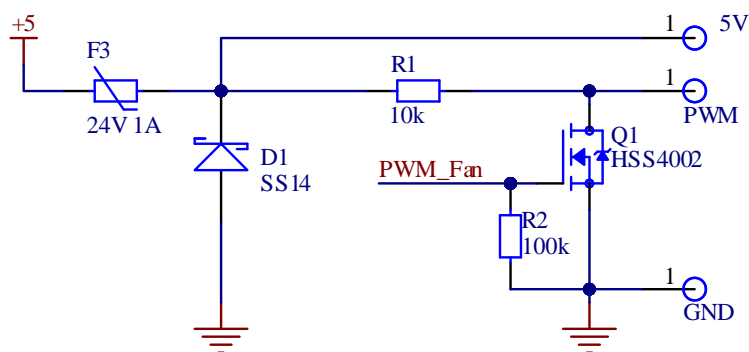 +5
F3
24V 1A
D1
SS14
R1
10k
PWM_Fan
R2
100k
Q1
HSS4002
1
5V
1
PWM
1
GND